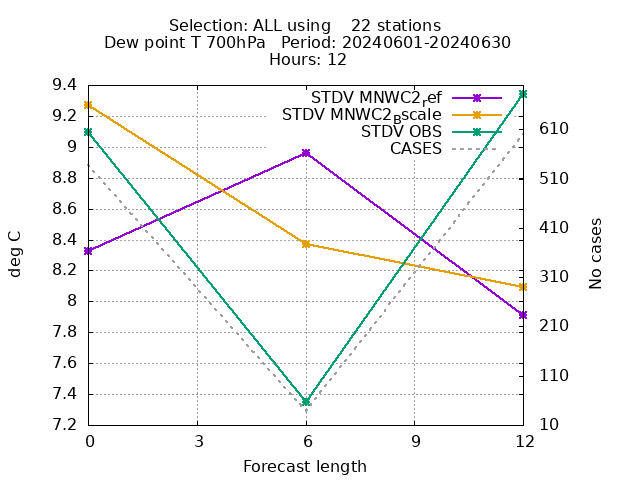 Selection: ALL using 22 stations
Dew point T 700hPa Period: 20240601-20240630
Hours: 12
STDV MNWC2_ref
STDV MNWC2_Bscale
STDV OBS
CASES
9.4
9.2
9
8.8
8.6
8.4
8.2
8
7.8
7.6
7.4
7.2
deg C
610
510
410
310
210
110
10
No cases
0 3 6 9 12
Forecast length